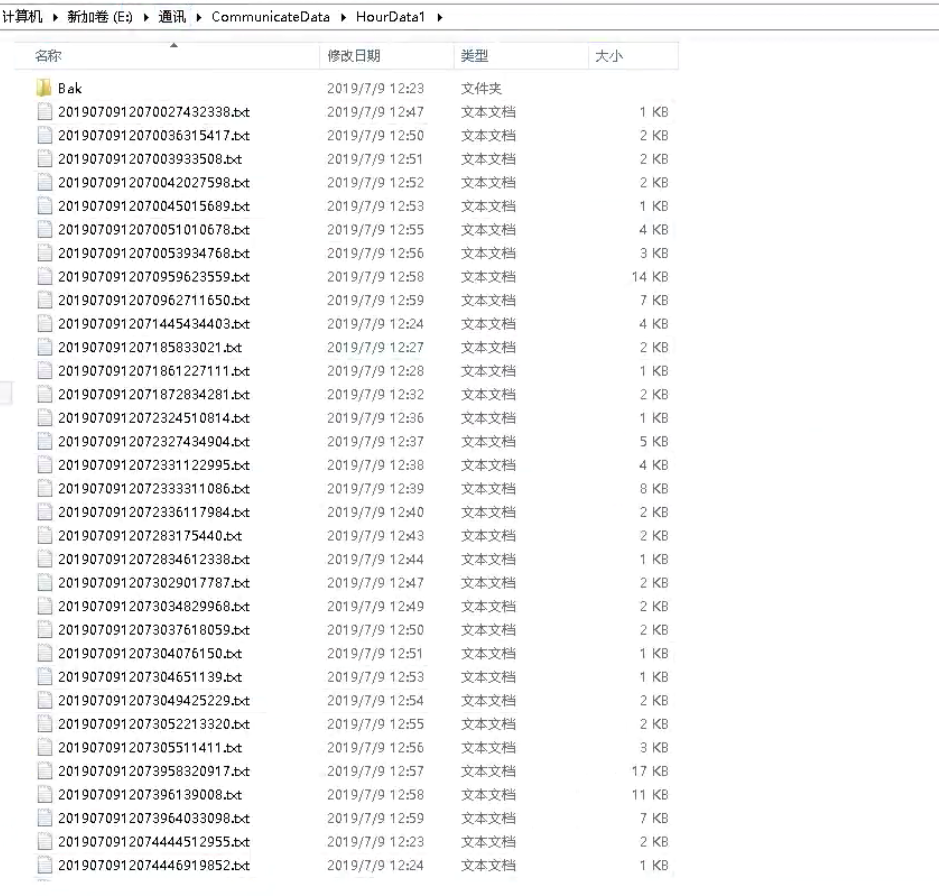 计算机 ▸ 新加卷 (E:) ▸ 通讯 ▸ CommunicateData ▸ HourData1 ▸
名称 修改日期 类型 大小
Bak 2019/7/9 12:23 文件夹
2019070912070027432338.txt 2019/7/9 12:47 文本文档 1 KB
2019070912070036315417.txt 2019/7/9 12:50 文本文档 2 KB
201907091207003933508.txt 2019/7/9 12:51 文本文档 2 KB
2019070912070042027598.txt 2019/7/9 12:52 文本文档 2 KB
2019070912070045015689.txt 2019/7/9 12:53 文本文档 1 KB
2019070912070051010678.txt 2019/7/9 12:55 文本文档 4 KB
2019070912070053934768.txt 2019/7/9 12:56 文本文档 3 KB
2019070912070959623559.txt 2019/7/9 12:58 文本文档 14 KB
2019070912070962711650.txt 2019/7/9 12:59 文本文档 7 KB
2019070912071445434403.txt 2019/7/9 12:24 文本文档 4 KB
201907091207185833021.txt 2019/7/9 12:27 文本文档 2 KB
2019070912071861227111.txt 2019/7/9 12:28 文本文档 1 KB
2019070912071872834281.txt 2019/7/9 12:32 文本文档 2 KB
2019070912072324510814.txt 2019/7/9 12:36 文本文档 1 KB
2019070912072327434904.txt 2019/7/9 12:37 文本文档 5 KB
2019070912072331122995.txt 2019/7/9 12:38 文本文档 4 KB
2019070912072333311086.txt 2019/7/9 12:39 文本文档 8 KB
2019070912072336117984.txt 2019/7/9 12:40 文本文档 2 KB
201907091207283175440.txt 2019/7/9 12:43 文本文档 2 KB
2019070912072834612338.txt 2019/7/9 12:44 文本文档 1 KB
2019070912073029017787.txt 2019/7/9 12:47 文本文档 2 KB
2019070912073034829968.txt 2019/7/9 12:49 文本文档 2 KB
2019070912073037618059.txt 2019/7/9 12:50 文本文档 2 KB
201907091207304076150.txt 2019/7/9 12:51 文本文档 1 KB
201907091207304651139.txt 2019/7/9 12:53 文本文档 1 KB
2019070912073049425229.txt 2019/7/9 12:54 文本文档 2 KB
2019070912073052213320.txt 2019/7/9 12:55 文本文档 2 KB
201907091207305511411.txt 2019/7/9 12:56 文本文档 3 KB
2019070912073958320917.txt 2019/7/9 12:57 文本文档 17 KB
201907091207396139008.txt 2019/7/9 12:58 文本文档 11 KB
2019070912073964033098.txt 2019/7/9 12:59 文本文档 7 KB
2019070912074444512955.txt 2019/7/9 12:23 文本文档 2 KB
2019070912074446919852.txt 2019/7/9 12:24 文本文档 1 KB